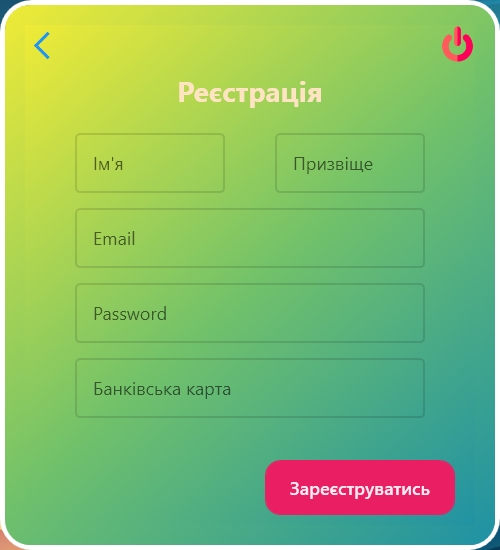 Реєстрація
Ім'я Призвіще
Email
Password
Банківська карта
Зареєструватись